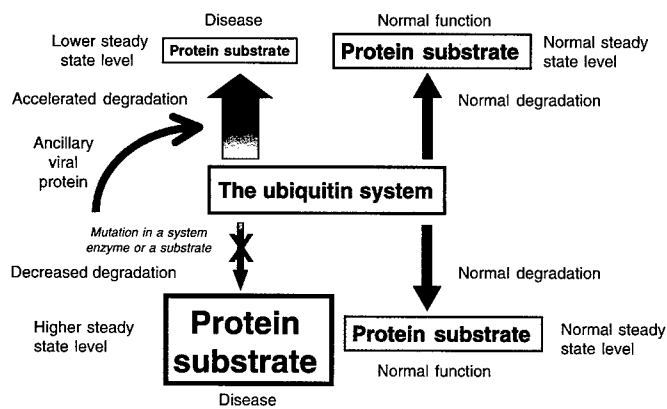 Disease
Normal function
Lower steady
state level
Protein substrate
Protein substrate
Normal steady
state level
Accelerated degradation
Normal degradation
Ancillary
viral
protein
The ubiquitin system
Mutation in a system
enzyme or a substrate
Decreased degradation
Normal degradation
Higher steady
state level
Protein
substrate
Protein substrate
Normal steady
state level
Normal function
Disease